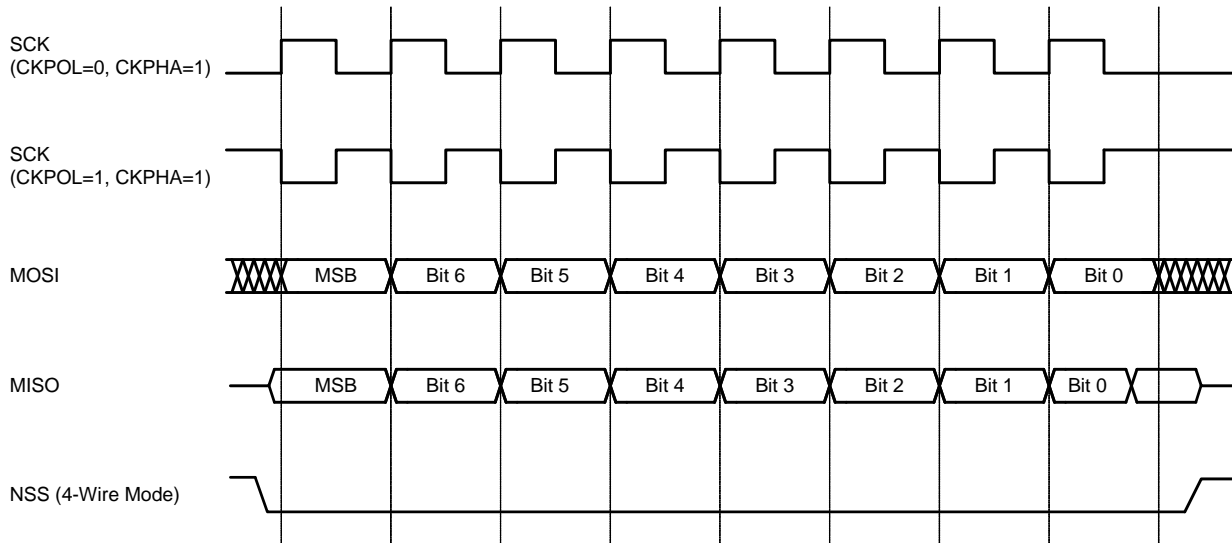 SCK
(CKPOL=0, CKPHA=1)
SCK
(CKPOL=1, CKPHA=1)
MOSI MSB Bit 6 Bit 5 Bit 4 Bit 3 Bit 2 Bit 1 Bit 0
MISO MSB Bit 6 Bit 5 Bit 4 Bit 3 Bit 2 Bit 1 Bit 0
NSS (4-Wire Mode)